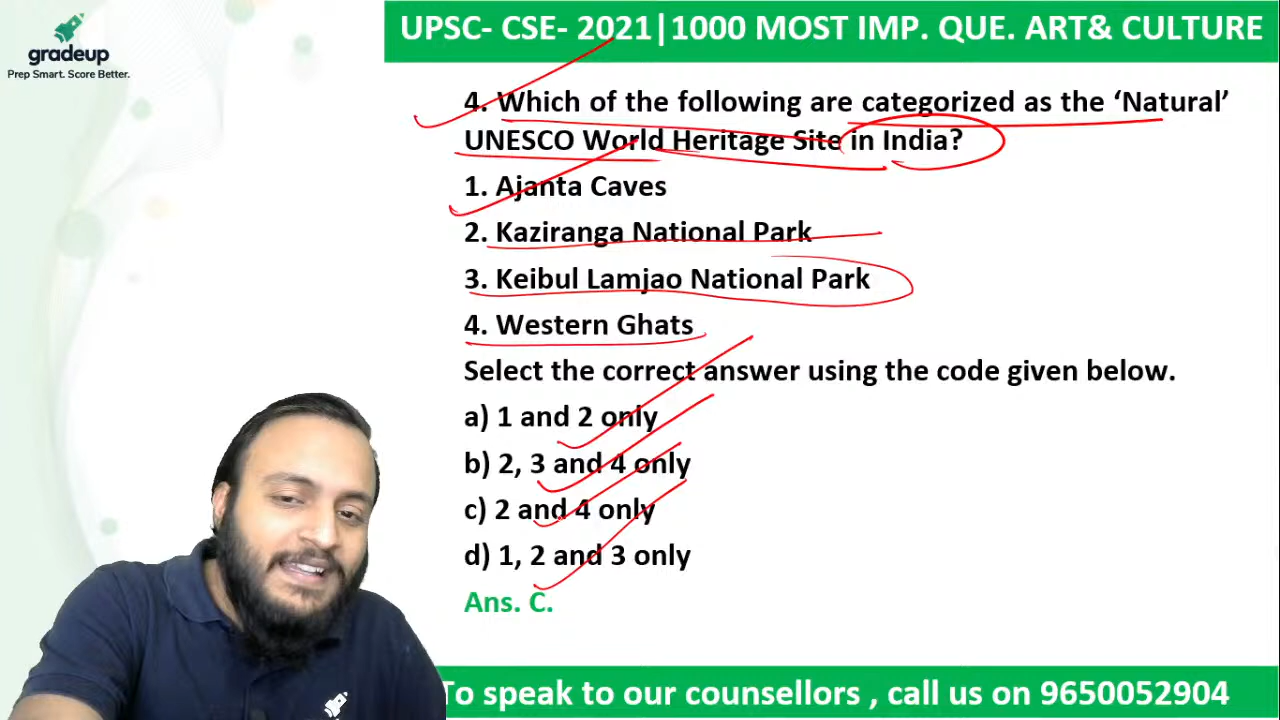 gradeup
Prep Smart. Score Better.
UPSC- CSE- 2021|1000 MOST IMP. QUE. ART& CULTURE
4. Which of the following are categorized as the ‘Natural’
UNESCO World Heritage Site in India?
1. Ajanta Caves
2. Kaziranga National Park
3. Keibul Lamjao National Park
4. Western Ghats
Select the correct answer using the code given below.
a) 1 and 2 only
b) 2, 3 and 4 only
c) 2 and 4 only
d) 1, 2 and 3 only
Ans. C.
To speak to our counsellors , call us on 9650052904